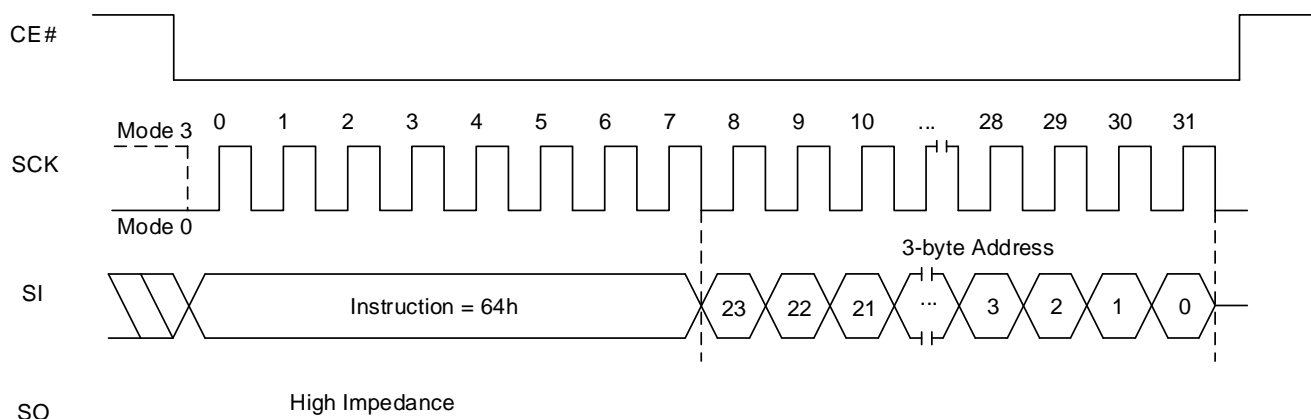 CE#
Mode 3 0 1 2 3 4 5 6 7 8 9 10 ... 28 29 30 31
SCK
Mode 0
3-byte Address
SI Instruction = 64h 23 22 21 ... 3 2 1 0
SO High Impedance